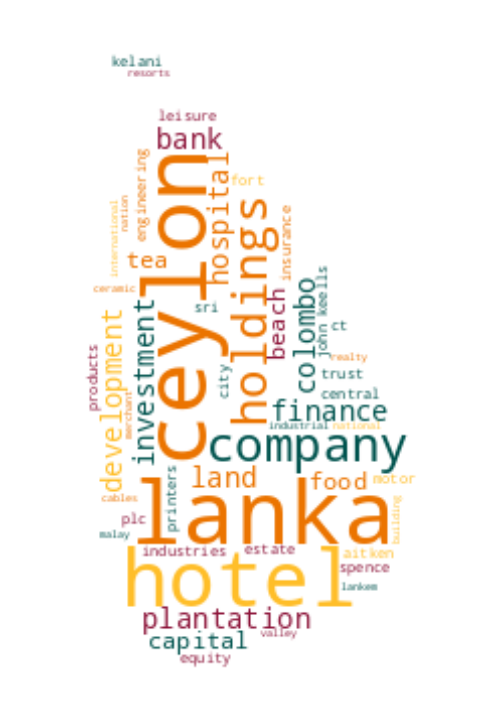 kelani
resorts
leisure
bank
engineering
hospital
fort
ceylon
holdings
nation
international
insurance
tea
ceramic
sri
beach
colombo
john keells
ct
investment
development
products
merchant
city
realty
trust
central
finance
industrial
national
company
land
food
motor
printers
cables
lanka
plc
building
malay
industries
estate
aitken
spence
hotel
lankem
plantation
capital
valley
equity